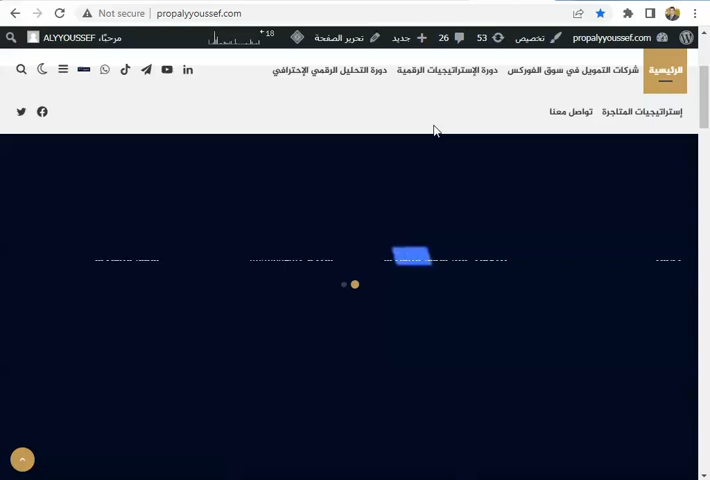 Not secure | propalyyoussef.com
propalyyoussef.com 53 تخصيص 26 جديد تحرير الصفحة +18 مرحبًا، ALYYOUSSEF
الرئيسية شركات التمويل في سوق الفوركس دورة الإستراتيجيات الرقمية دورة التحليل الرقمي الإحترافي
إستراتيجيات المتاجرة تواصل معنا